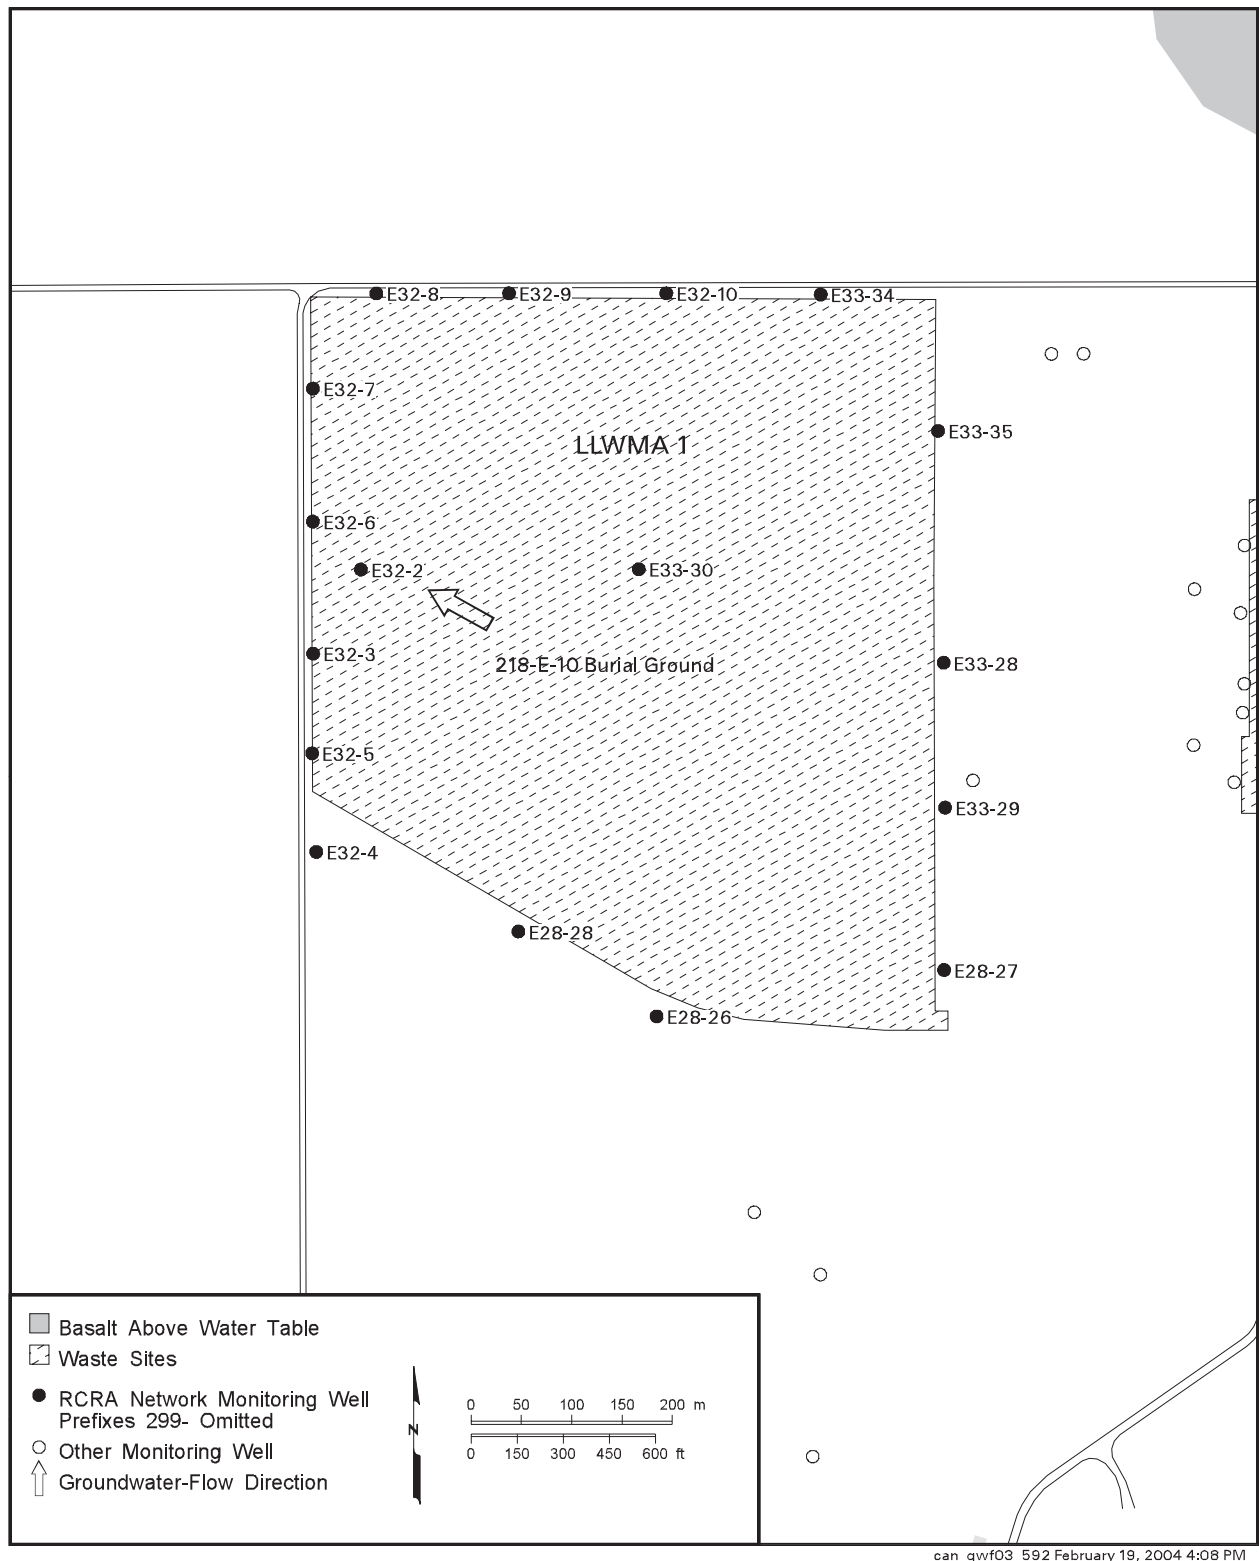 E32-8
E32-9
E32-10
E33-34
E32-7
E33-35
LLWMA 1
E32-6
E32-2
E33-30
E32-3
218-E-10 Burial Ground
E33-28
E32-5
E33-29
E32-4
E28-28
E28-27
E28-26
Basalt Above Water Table
Waste Sites
RCRA Network Monitoring Well
Prefixes 299- Omitted
Other Monitoring Well
Groundwater-Flow Direction
N
0 50 100 150 200 m
0 150 300 450 600 ft
can_gwf03_592 February 19, 2004 4:08 PM